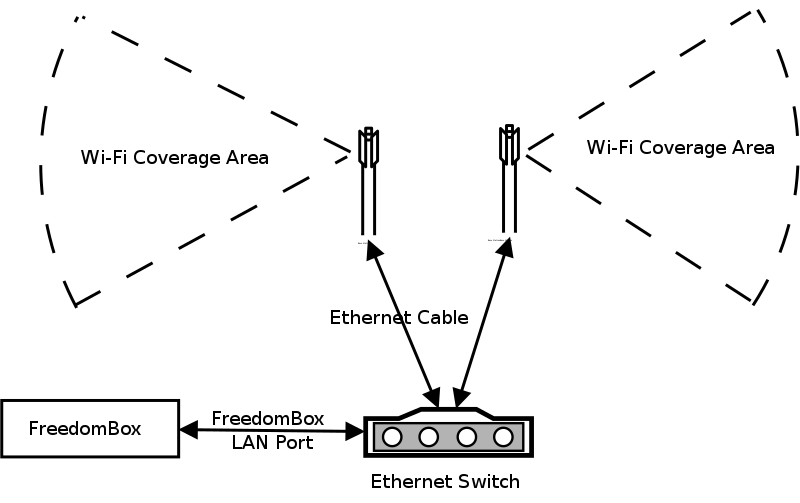 Wi-Fi Coverage Area
Wi-Fi Coverage Area
Ethernet Cable
FreedomBox
FreedomBox
LAN Port
Ethernet Switch